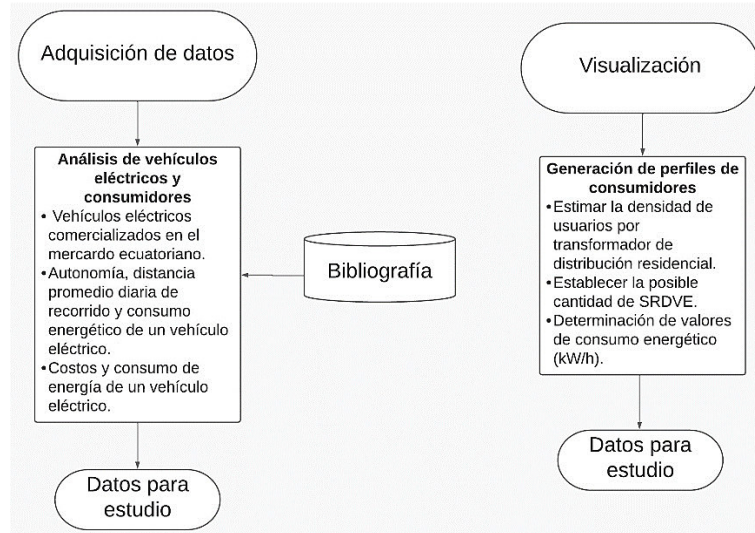 Adquisición de datos
Análisis de vehículos
eléctricos y
consumidores
• Vehículos eléctricos
comercializados en el
mercardo ecuatoriano.
•Autonomía, distancia
promedio diaria de
recorrido y consumo
energético de un vehículo
eléctrico.
•Costos y consumo de
energía de un vehículo
eléctrico.
Datos para
estudio
Bibliografía
Visualización
Generación de perfiles de
consumidores
•Estimar la densidad de
usuarios por
transformador de
distribución residencial.
•Establecer la posible
cantidad de SRDVE.
•Determinación de valores
de consumo energético
(kW/h).
Datos para
estudio